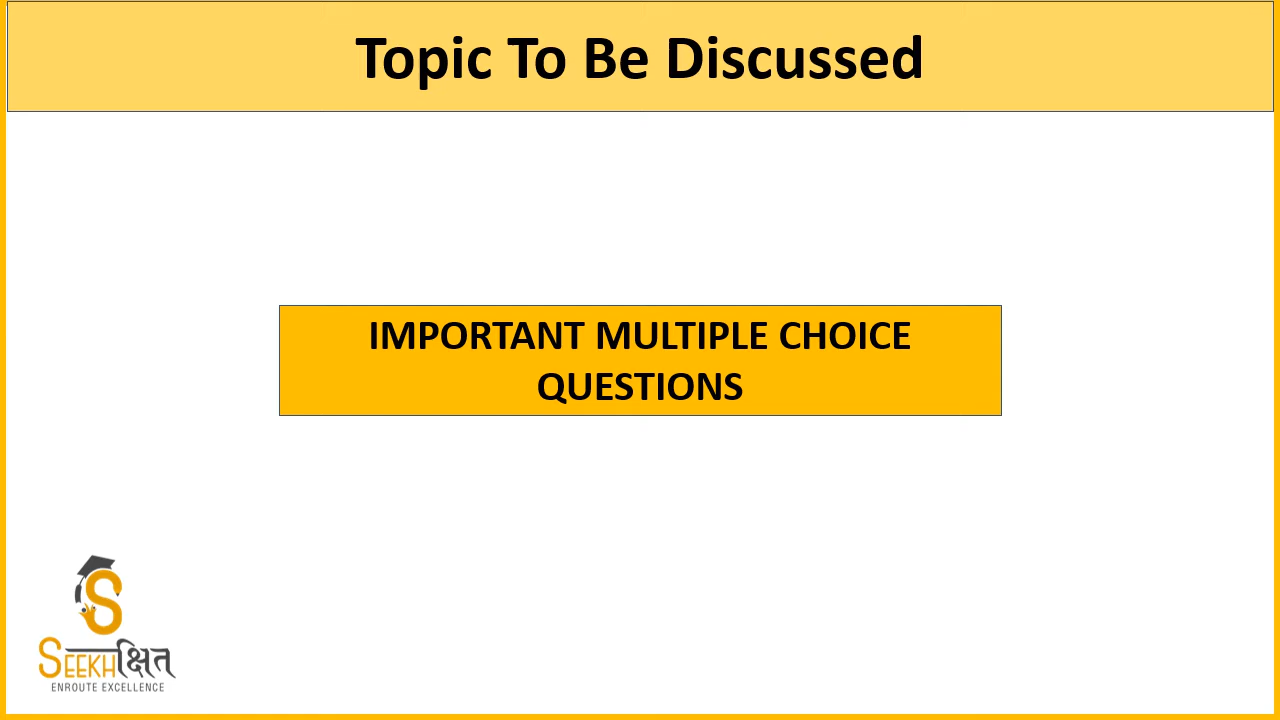 Topic To Be Discussed
IMPORTANT MULTIPLE CHOICE
QUESTIONS
S
SEEKHक्षित
ENROUTE EXCELLENCE